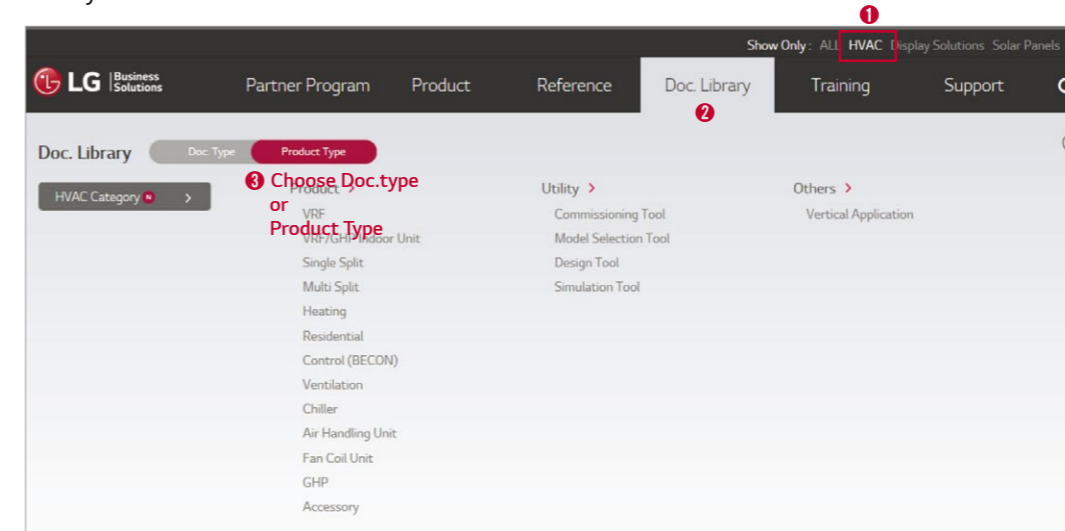 ❶
Show Only : ALL HVAC Display Solutions Solar Panels
LG Business Solutions
Partner Program Product Reference Doc. Library Training Support
❷
Doc. Library Doc. Type Product Type
❸ Choose Doc.type
or
Product Type
HVAC Category N >
Product >
VRF
VRF/GHP Indoor Unit
Single Split
Multi Split
Heating
Residential
Control (BECON)
Ventilation
Chiller
Air Handling Unit
Fan Coil Unit
GHP
Accessory
Utility >
Commissioning Tool
Model Selection Tool
Design Tool
Simulation Tool
Others >
Vertical Application